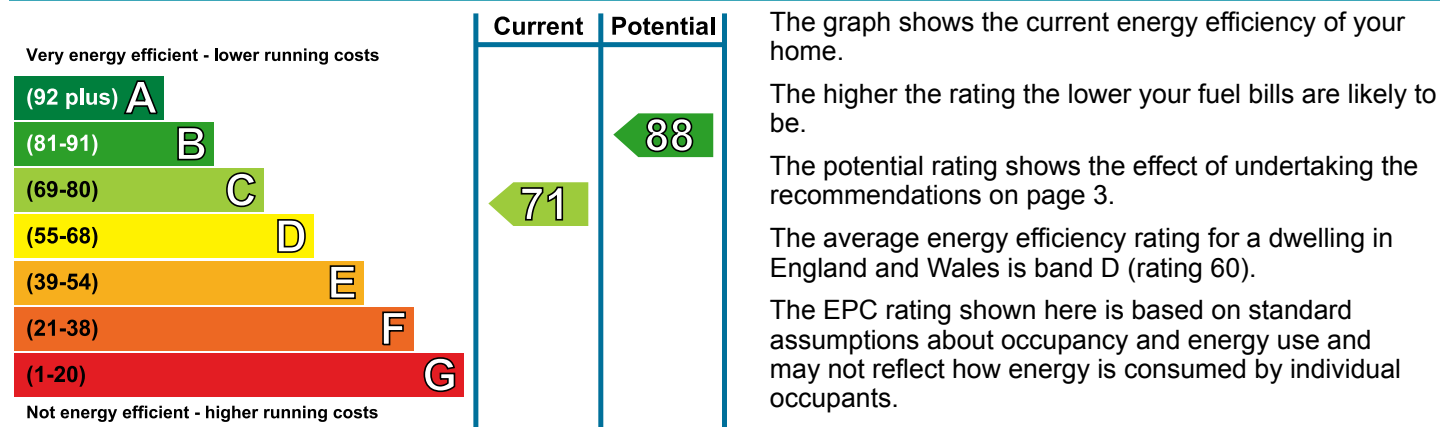 Current Potential
Very energy efficient - lower running costs
(92 plus) A
(81-91) B
88
(69-80) C
71
(55-68) D
(39-54) E
(21-38) F
(1-20) G
Not energy efficient - higher running costs
The graph shows the current energy efficiency of your
home.
The higher the rating the lower your fuel bills are likely to
be.
The potential rating shows the effect of undertaking the
recommendations on page 3.
The average energy efficiency rating for a dwelling in
England and Wales is band D (rating 60).
The EPC rating shown here is based on standard
assumptions about occupancy and energy use and
may not reflect how energy is consumed by individual
occupants.